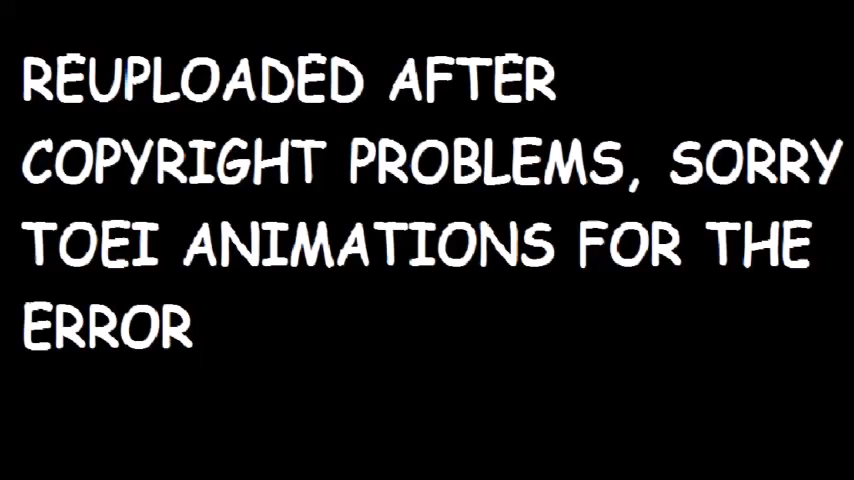 REUPLOADED AFTER
COPYRIGHT PROBLEMS, SORRY
TOEI ANIMATIONS FOR THE
ERROR